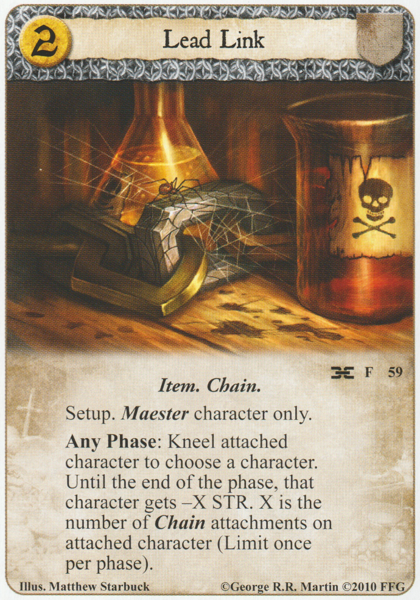 2
Lead Link
F 59
Item. Chain.
Setup. Maester character only.
Any Phase: Kneel attached
character to choose a character.
Until the end of the phase, that
character gets –X STR. X is the
number of Chain attachments on
attached character (Limit once
per phase).
Illus. Matthew Starbuck ©George R.R. Martin ©2010 FFG